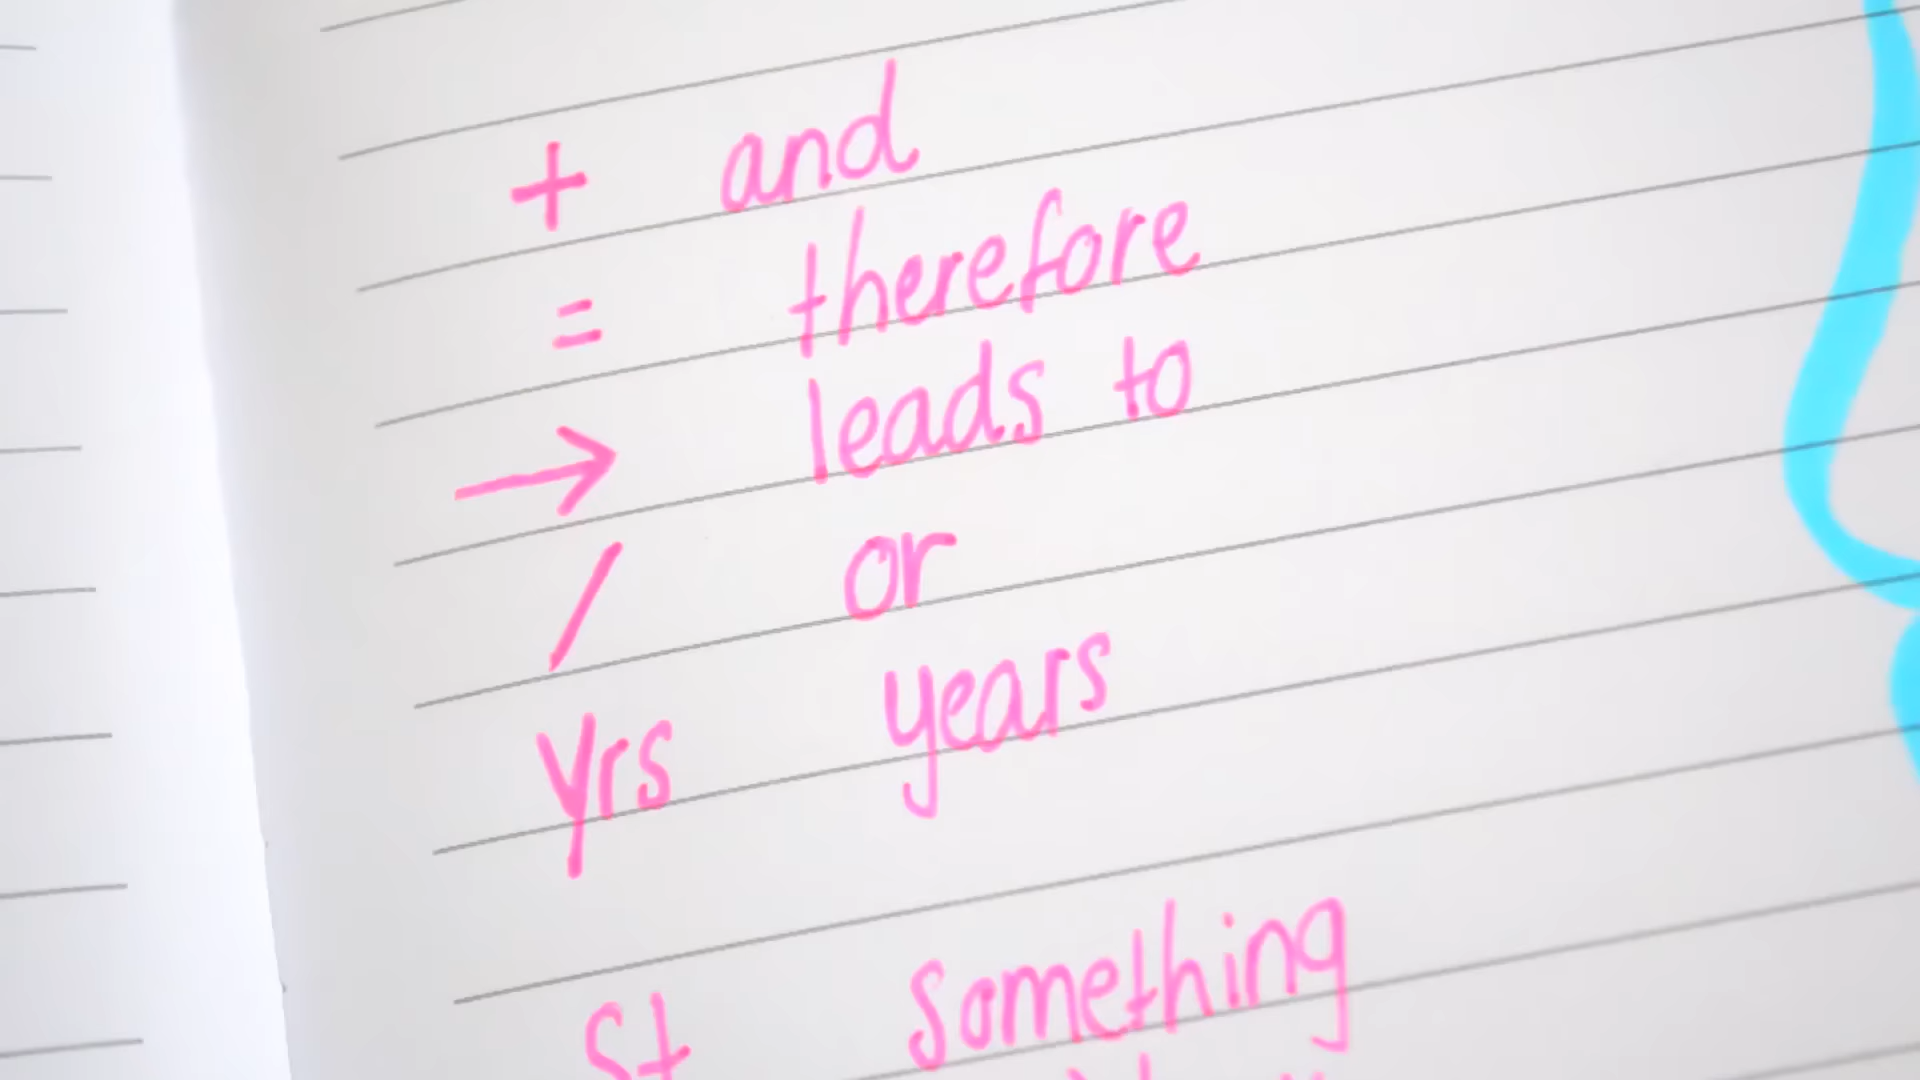 + and
= therefore
→ leads to
/ or
yrs years
st something